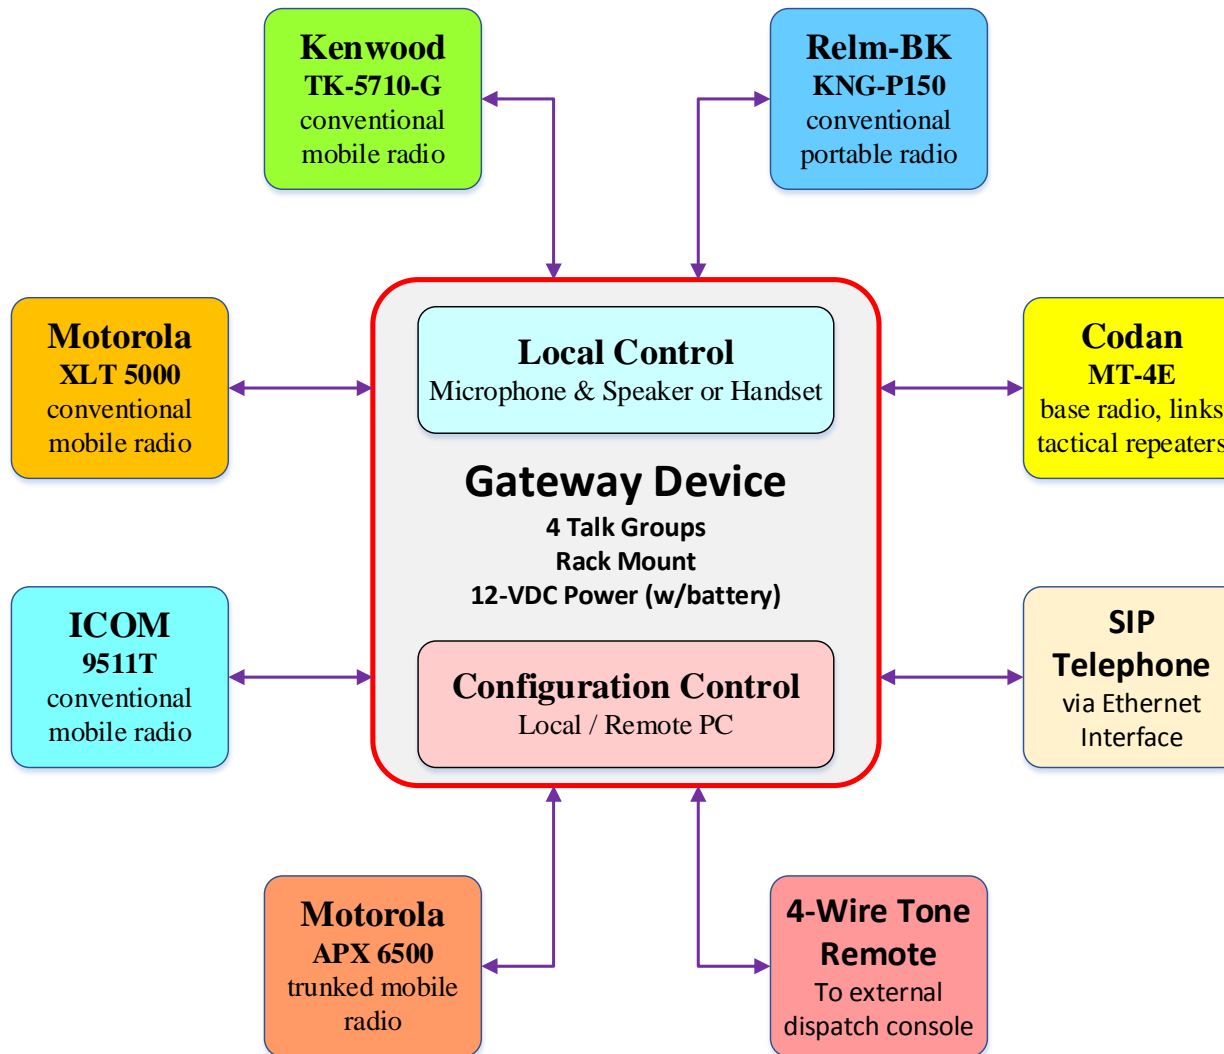 Kenwood
TK-5710-G
conventional
mobile radio
Relm-BK
KNG-P150
conventional
portable radio
Motorola
XLT 5000
conventional
mobile radio
Local Control
Microphone & Speaker or Handset
Codan
MT-4E
base radio, links
tactical repeaters
Gateway Device
4 Talk Groups
Rack Mount
12-VDC Power (w/battery)
ICOM
9511T
conventional
mobile radio
Configuration Control
Local / Remote PC
SIP
Telephone
via Ethernet
Interface
Motorola
APX 6500
trunked mobile
radio
4-Wire Tone
Remote
To external
dispatch console